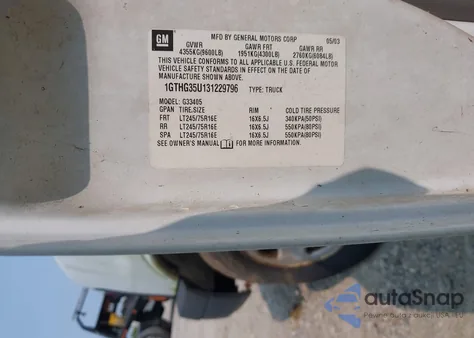 GM
MFD BY GENERAL MOTORS CORP 05/03
GVWR GAWR FRT GAWR RR
4355KG(9600LB) 1951KG(4300LB) 2760KG(6084LB)
THIS VEHICLE CONFORMS TO ALL APPLICABLE U.S. FEDERAL MOTOR
VEHICLE SAFETY STANDARDS IN EFFECT ON THE DATE OF
MANUFACTURE SHOWN ABOVE.
1GTHG35U131229796 TYPE: TRUCK
MODEL: G33405
GPAN TIRE.SIZE RIM COLD TIRE PRESSURE
FRT LT245/75R16E 16X6.5J 340KPA(50PSI)
RR LT245/75R16E 16X6.5J 550KPA(80PSI)
SPA LT245/75R16E 16X6.5J 550KPA(80PSI)
SEE OWNER'S MANUAL FOR MORE INFORMATION.
autoSnap
Pewne auta z aukcji USA